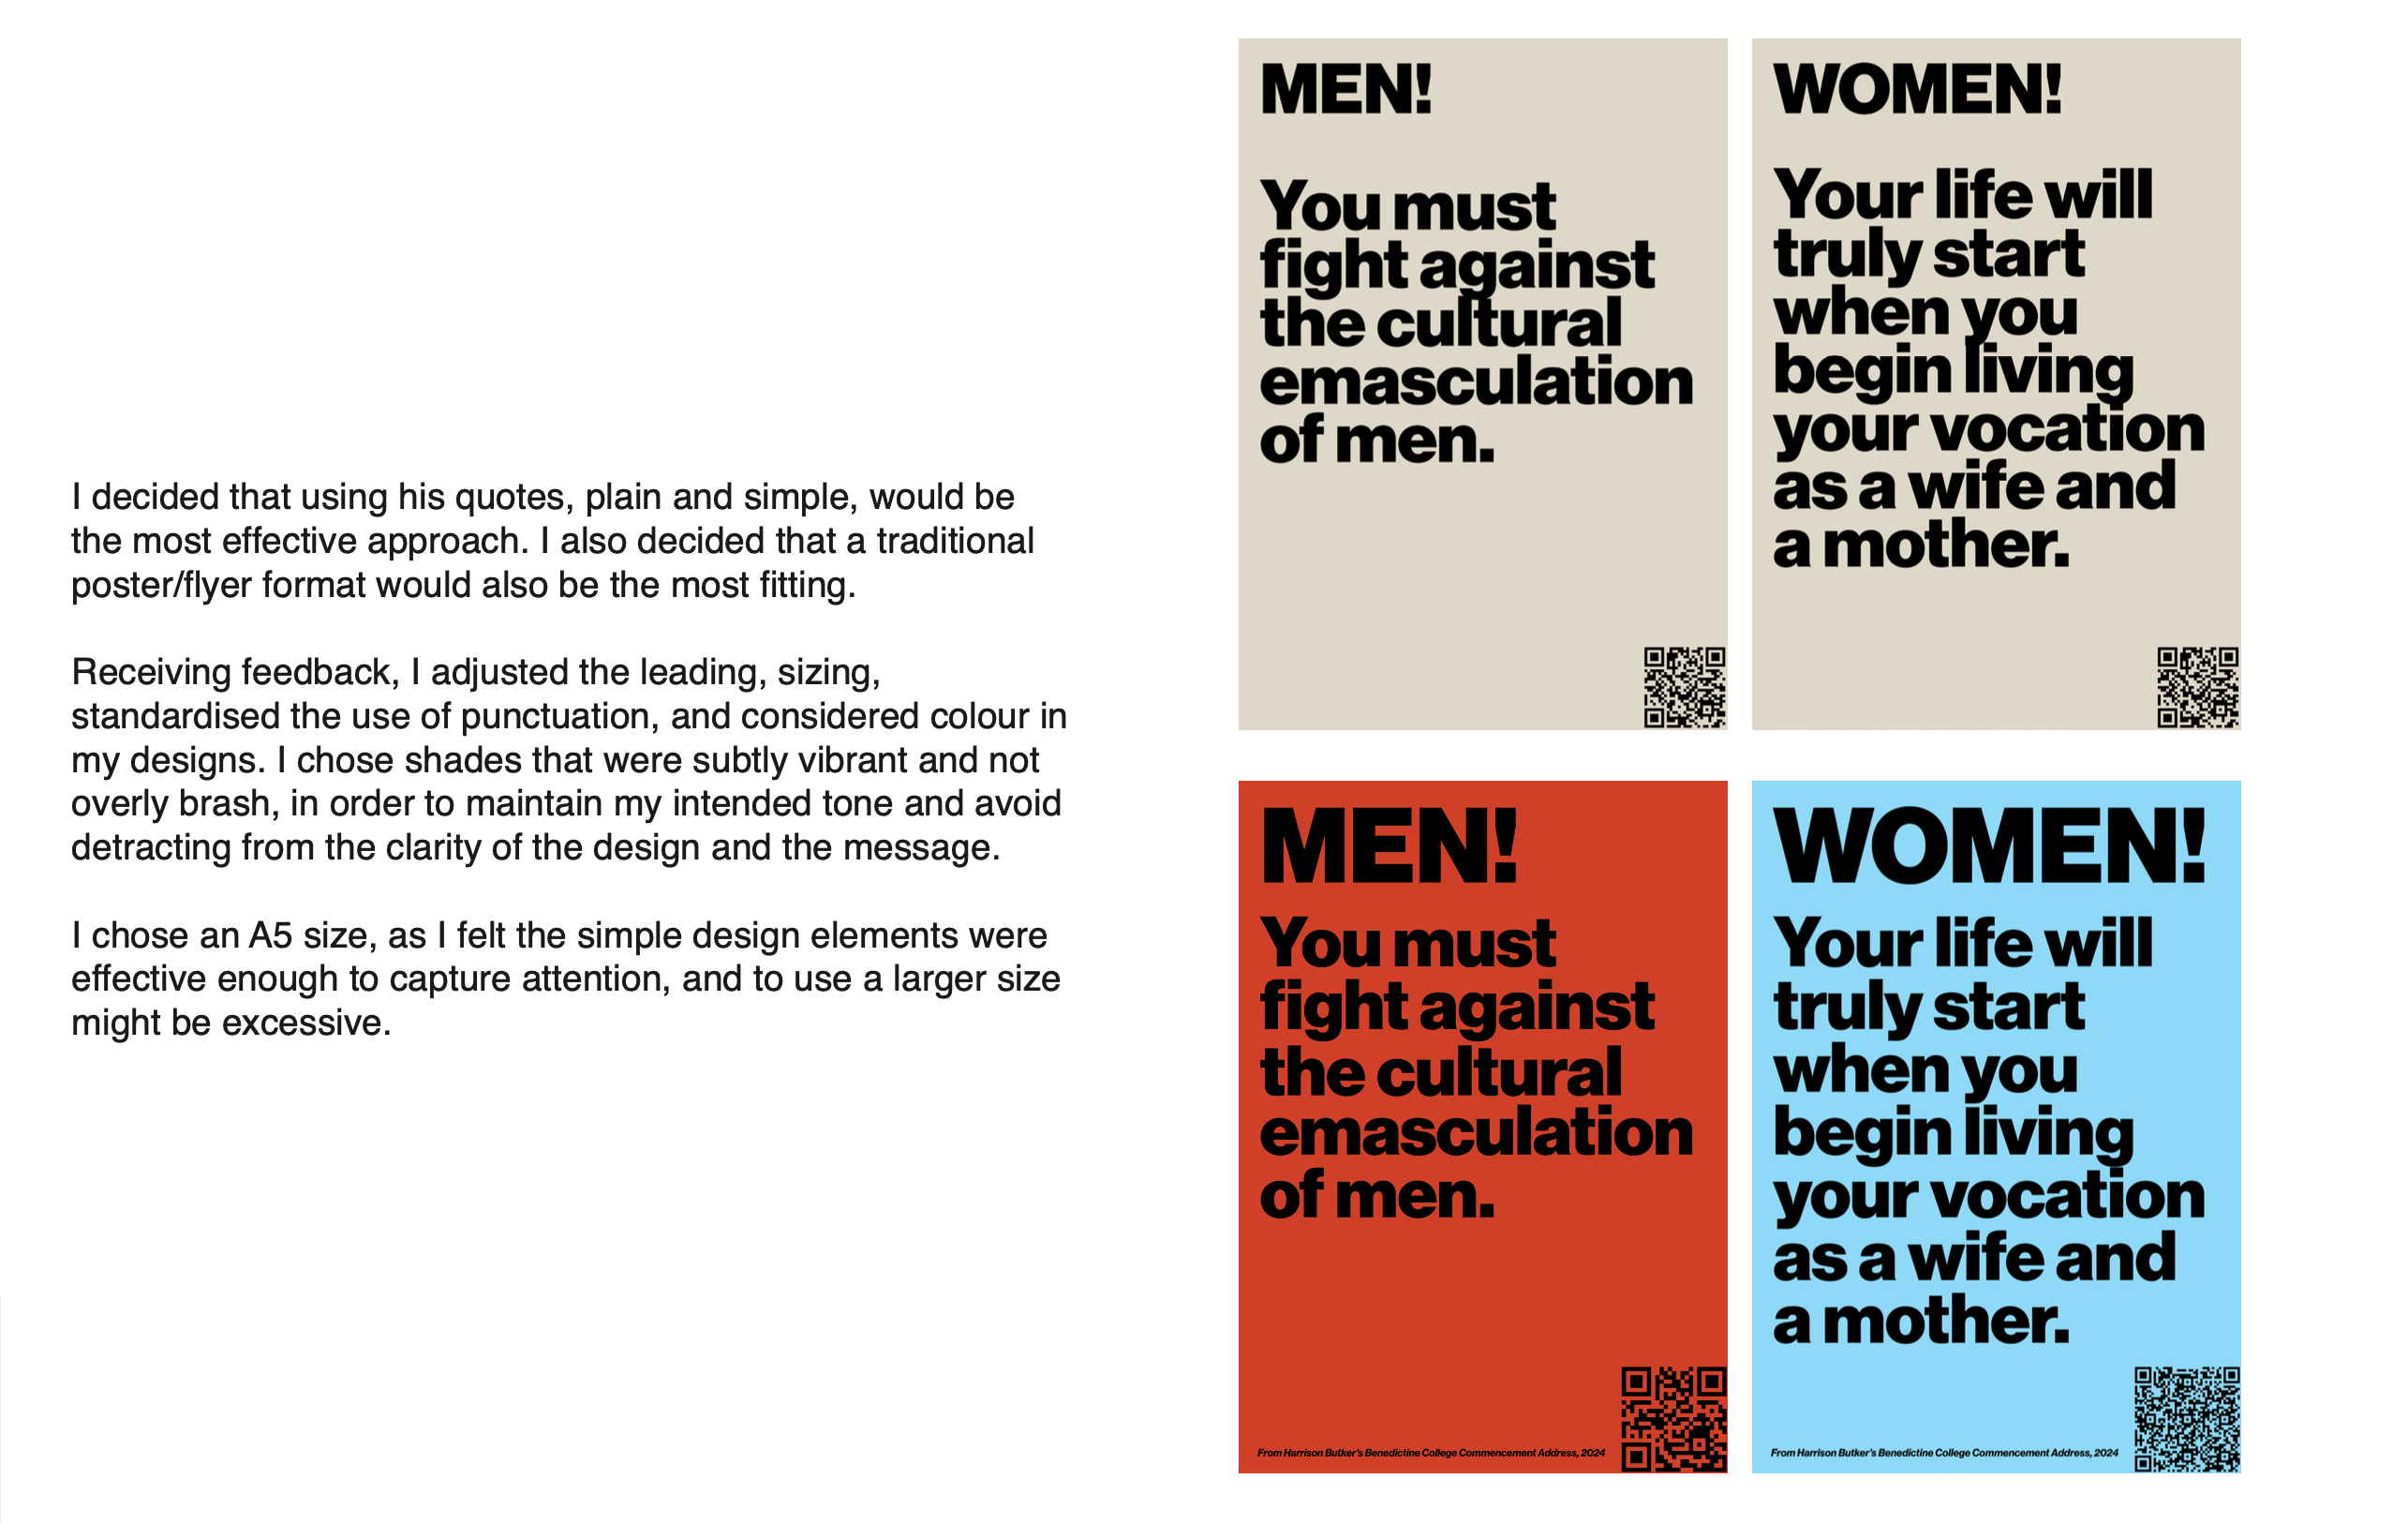 I decided that using his quotes, plain and simple, would be
the most effective approach. I also decided that a traditional
poster/flyer format would also be the most fitting.
Receiving feedback, I adjusted the leading, sizing,
standardised the use of punctuation, and considered colour in
my designs. I chose shades that were subtly vibrant and not
overly brash, in order to maintain my intended tone and avoid
detracting from the clarity of the design and the message.
I chose an A5 size, as I felt the simple design elements were
effective enough to capture attention, and to use a larger size
might be excessive.
MEN!
You must
fight against
the cultural
emasculation
of men.
WOMEN!
Your life will
truly start
when you
begin living
your vocation
as a wife and
a mother.
MEN!
You must
fight against
the cultural
emasculation
of men.
From Harrison Butker's Benedictine College Commencement Address, 2024
WOMEN!
Your life will
truly start
when you
begin living
your vocation
as a wife and
a mother.
From Harrison Butker's Benedictine College Commencement Address, 2024